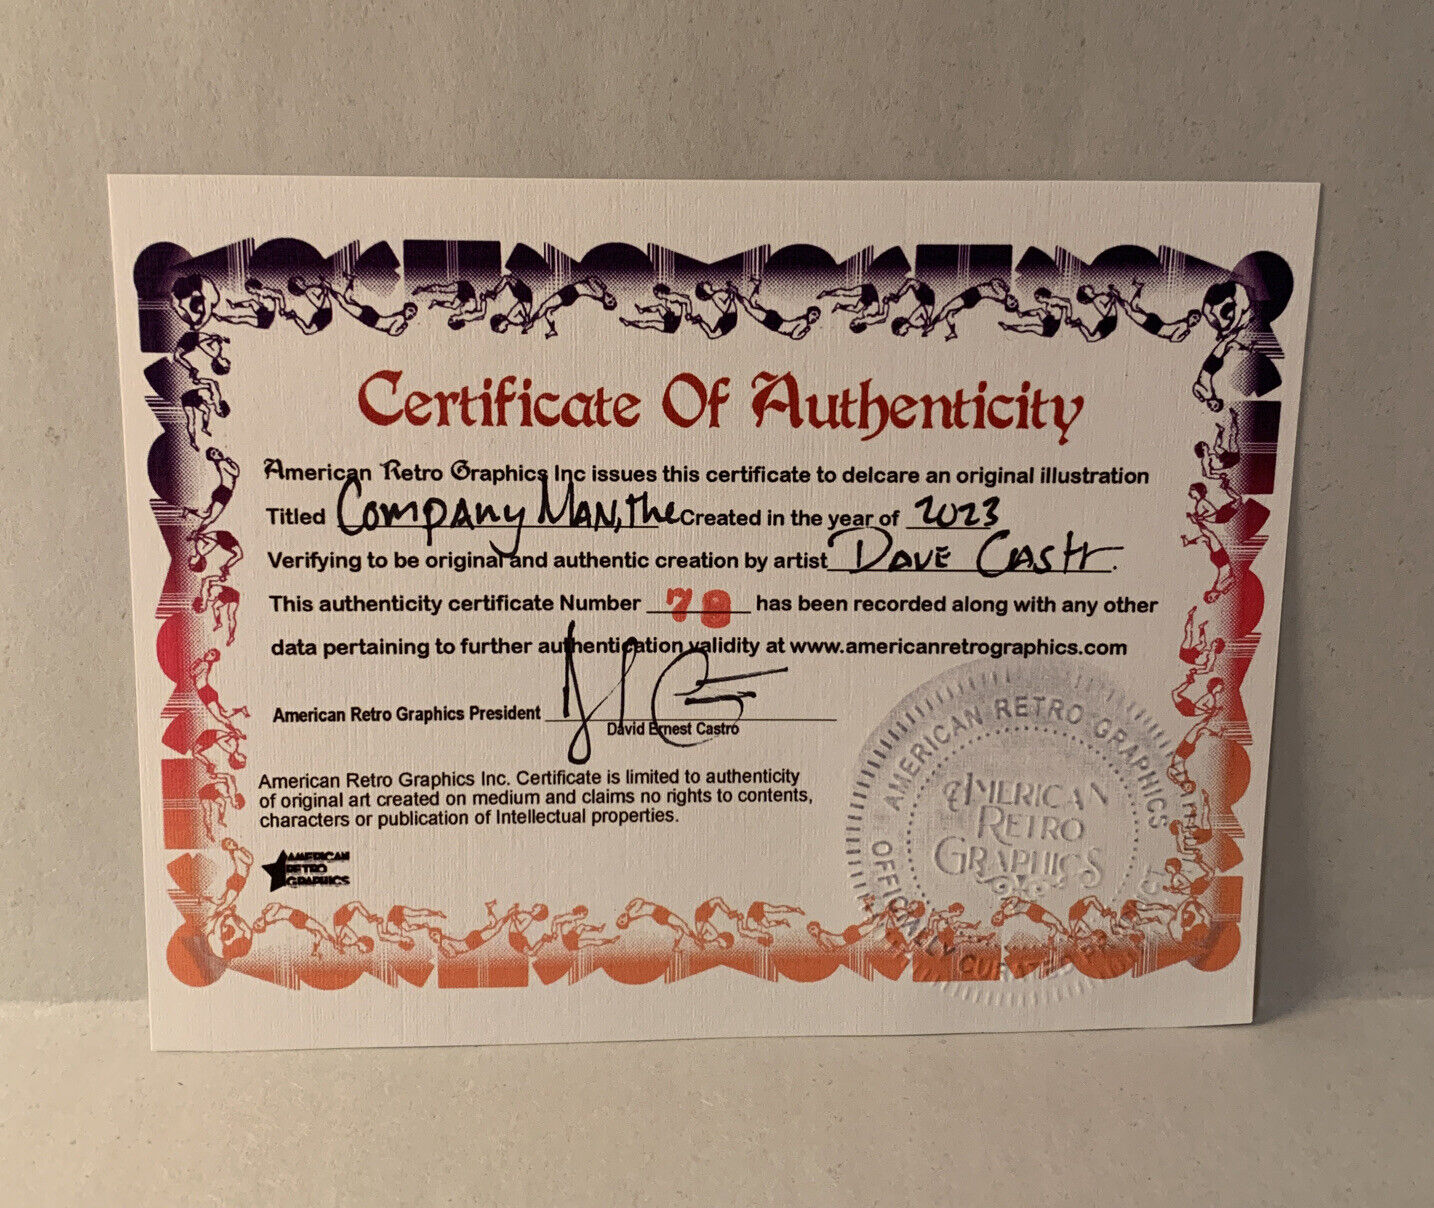 Certificate Of Authenticity
American Retro Graphics Inc issues this certificate to delcare an original illustration
Titled Company Man, the Created in the year of 2023
Verifying to be original and authentic creation by artist Dave Castr.
This authenticity certificate Number 78 has been recorded along with any other
data pertaining to further authentication validity at www.americanretrographics.com
American Retro Graphics President
David Ernest Castro
American Retro Graphics Inc. Certificate is limited to authenticity
of original art created on medium and claims no rights to contents,
characters or publication of Intellectual properties.
AMERICAN
RETRO
GRAPHICS
AMERICAN RETRO GRAPHICS
AMERICAN
RETRO
GRAPHICS
OFFICIALLY CURATED